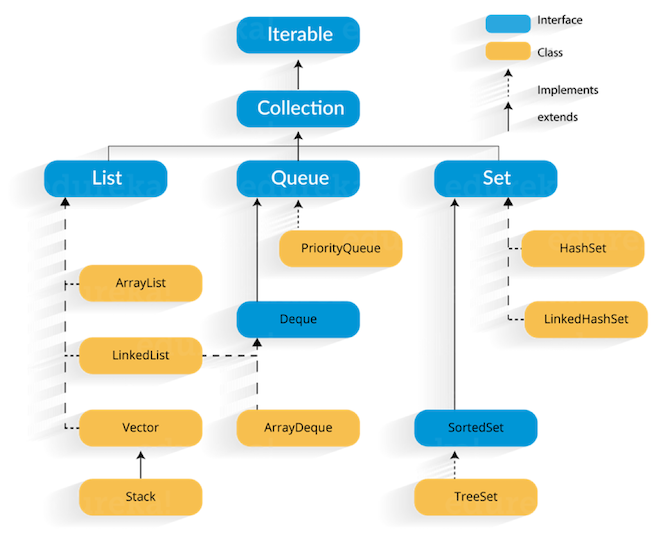 Iterable
Interface
Class
Collection
Implements
extends
List
Queue
Set
PriorityQueue
HashSet
ArrayList
Deque
LinkedHashSet
LinkedList
Vector
ArrayDeque
SortedSet
Stack
TreeSet